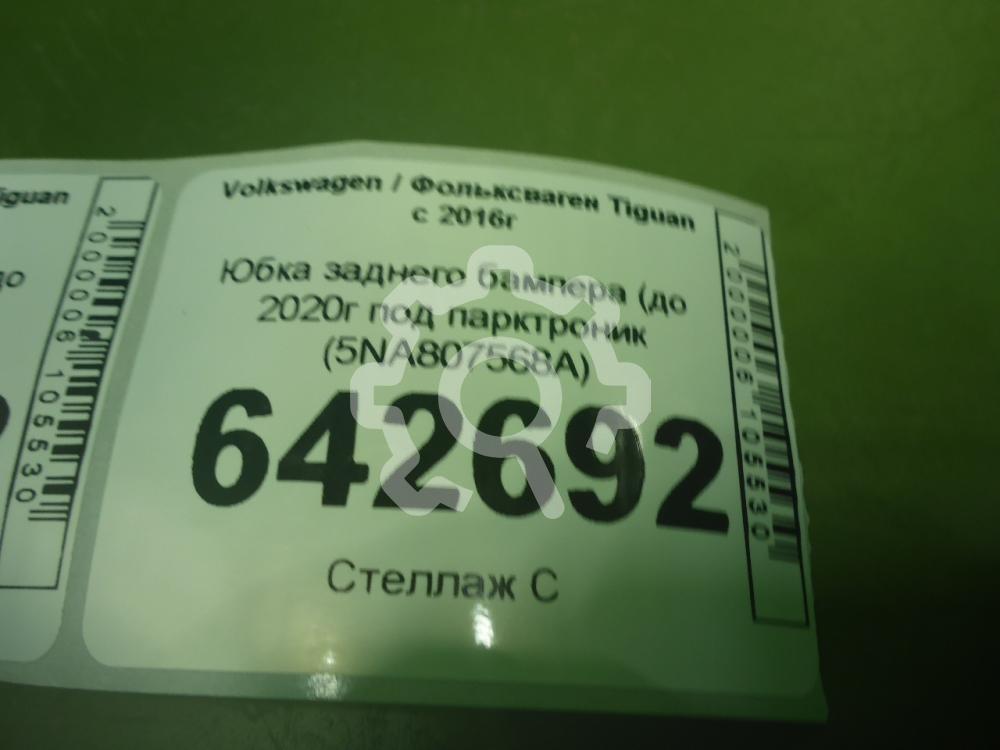 Volkswagen / Фольксваген Tiguan
с 2016г
Юбка заднего бампера (до
2020г под парктроник
(5NA807568A)
642692
Стеллаж С
2000006105530
iguan
до
2000006105530